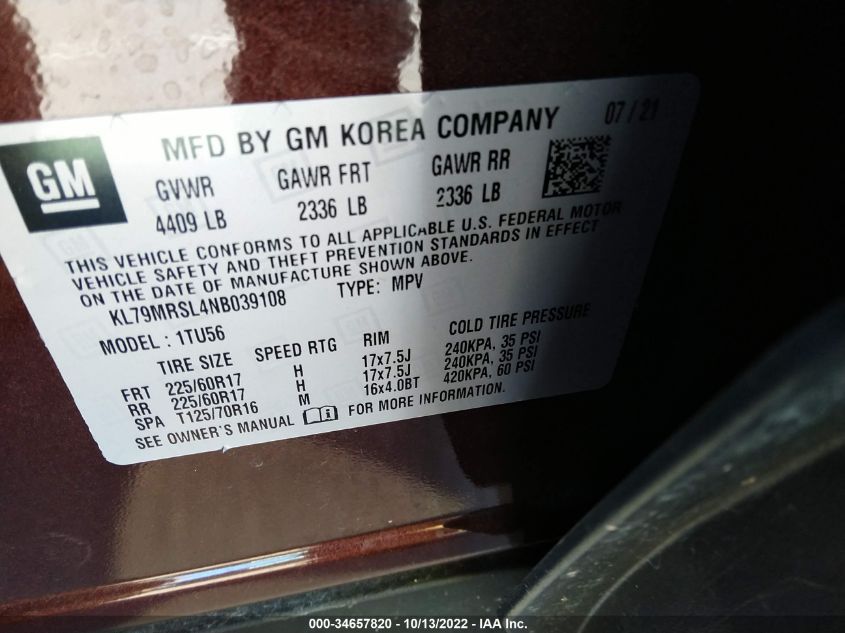 MFD BY GM KOREA COMPANY 07/21
GM
GVWR GAWR FRT GAWR RR
4409 LB 2336 LB 2336 LB
THIS VEHICLE CONFORMS TO ALL APPLICABLE U.S. FEDERAL MOTOR
VEHICLE SAFETY AND THEFT PREVENTION STANDARDS IN EFFECT
ON THE DATE OF MANUFACTURE SHOWN ABOVE.
KL79MRSL4NB039108 TYPE: MPV
MODEL: 1TU56
TIRE SIZE SPEED RTG RIM COLD TIRE PRESSURE
FRT 225/60R17 H 17x7.5J 240KPA, 35 PSI
RR 225/60R17 H 17x7.5J 240KPA, 35 PSI
SPA T125/70R16 M 16x4.0BT 420KPA, 60 PSI
SEE OWNER'S MANUAL FOR MORE INFORMATION.
000-34657820 - 10/13/2022 - IAA Inc.